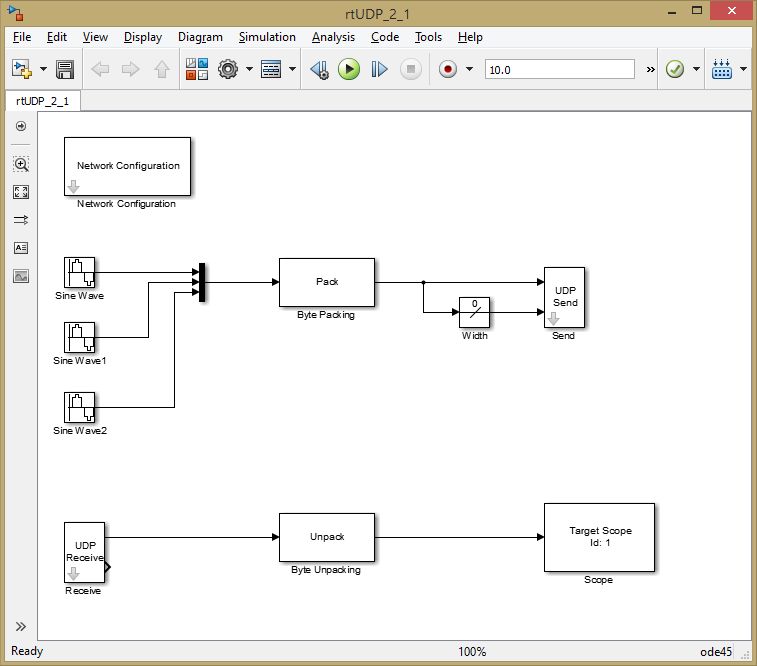 rtUDP_2_1
File Edit View Display Diagram Simulation Analysis Code Tools Help
10.0 »
rtUDP_2_1
Network Configuration
Network Configuration
Sine Wave
Sine Wave1
Sine Wave2
Pack
Byte Packing
0
Width
UDP
Send
Send
UDP
Receive
Receive
Unpack
Byte Unpacking
Target Scope
Id: 1
Scope
»
Ready 100% ode45